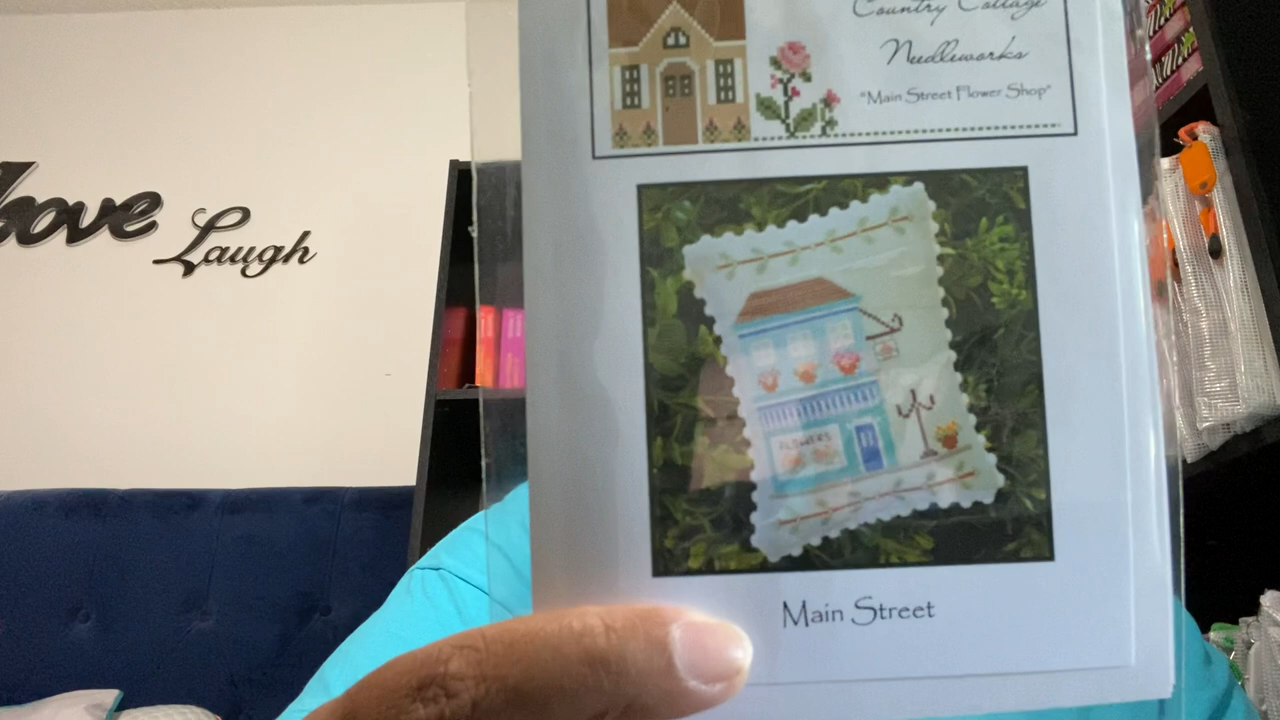 Love
Laugh
Country Cottage
Needleworks
"Main Street Flower Shop"
FLOWERS
Main Street